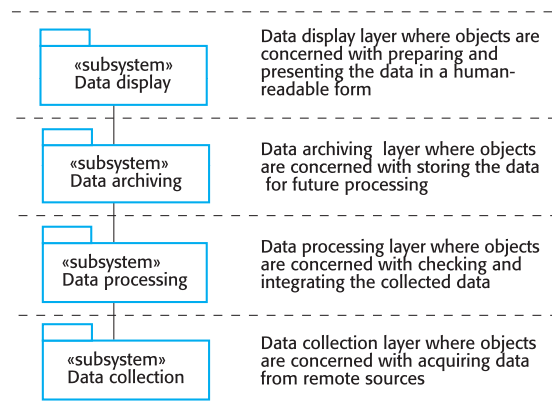 «subsystem»
Data display
Data display layer where objects are
concerned with preparing and
presenting the data in a human-
readable form
«subsystem»
Data archiving
Data archiving layer where objects
are concerned with storing the data
for future processing
«subsystem»
Data processing
Data processing layer where objects
are concerned with checking and
integrating the collected data
«subsystem»
Data collection
Data collection layer where objects
are concerned with acquiring data
from remote sources